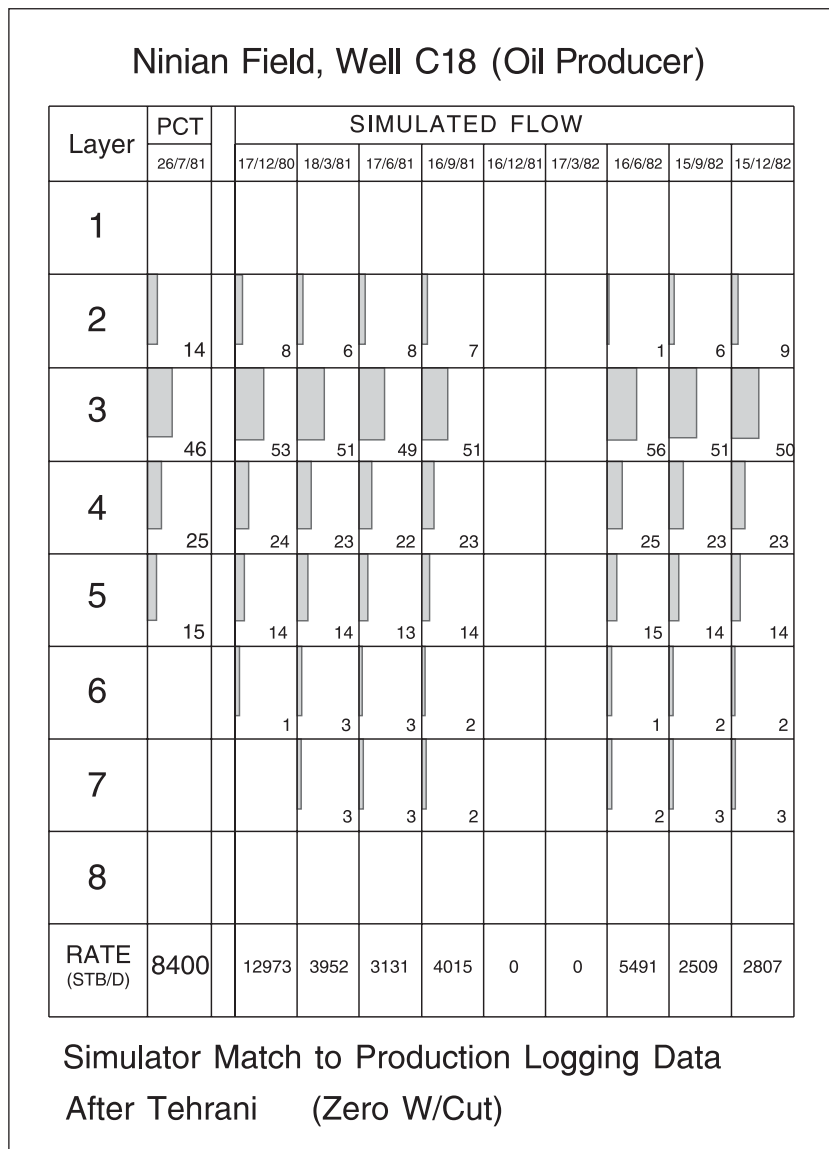 Ninian Field, Well C18 (Oil Producer)
Layer PCT SIMULATED FLOW
26/7/81 17/12/80 18/3/81 17/6/81 16/9/81 16/12/81 17/3/82 16/6/82 15/9/82 15/12/82
1
2 14 8 6 8 7 1 6 9
3 46 53 51 49 51 56 51 50
4 25 24 23 22 23 25 23 23
5 15 14 14 13 14 15 14 14
6 1 3 3 2 1 2 2
7 3 3 2 2 3 3
8
RATE (STB/D) 8400 12973 3952 3131 4015 0 0 5491 2509 2807
Simulator Match to Production Logging Data
After Tehrani (Zero W/Cut)